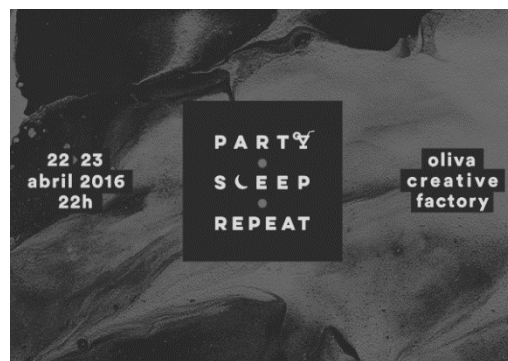 22 23
abril 2016
22h
PARTY
SLEEP
REPEAT
oliva
creative
factory